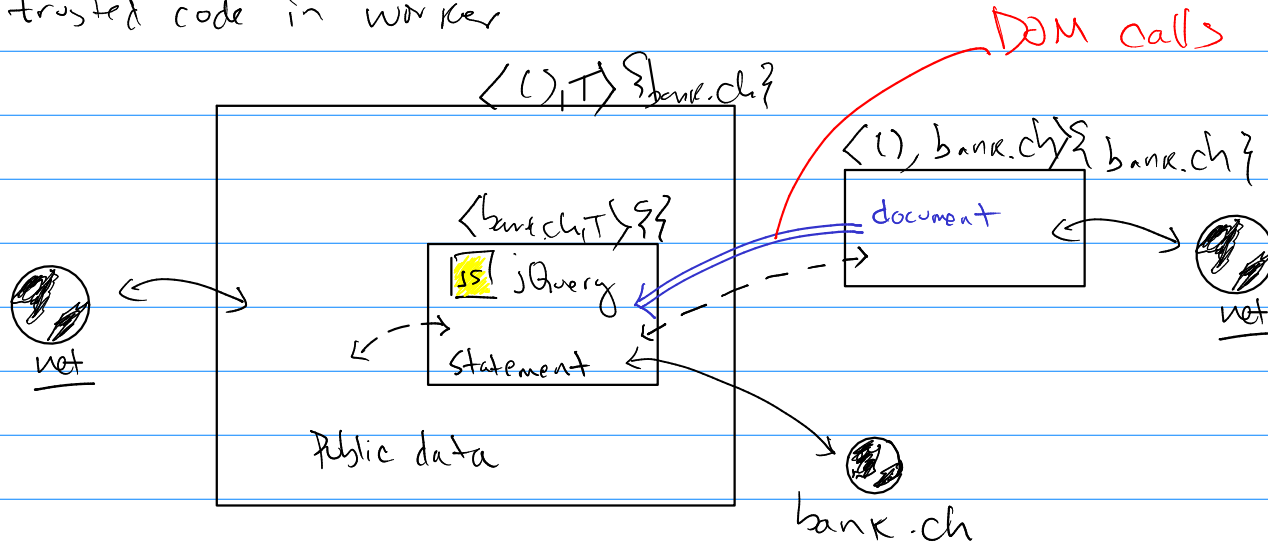 trusted code in worker
DOM calls
<(),T>{bank.ch}
<(), bank.ch>{bank.ch}
<bank.ch,T>{}
document
JS jQuery
net
net
statement
Public data
bank.ch